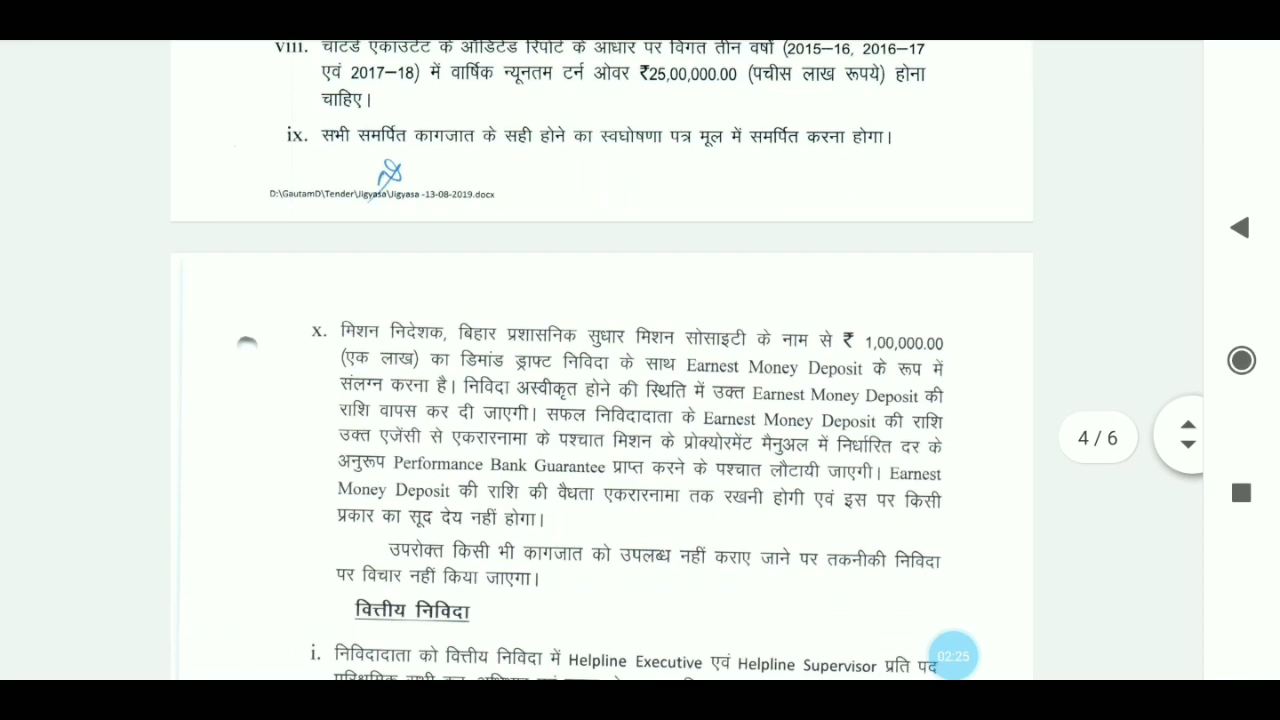 viii. चार्टर्ड एकाउंटेंट के ऑडिटेड रिपोर्ट के आधार पर विगत तीन वर्षों (2015–16, 2016–17
एवं 2017–18) में वार्षिक न्यूनतम टर्न ओवर ₹25,00,000.00 (पचीस लाख रूपये) होना
चाहिए।
ix. सभी समर्पित कागजात के सही होने का स्वघोषणा पत्र मूल में समर्पित करना होगा।
D:\GautamD\Tender\Jigyasa\Jigyasa -13-08-2019.docx
x. मिशन निदेशक, बिहार प्रशासनिक सुधार मिशन सोसाइटी के नाम से ₹ 1,00,000.00
(एक लाख) का डिमांड ड्राफ्ट निविदा के साथ Earnest Money Deposit के रूप में
संलग्न करना है। निविदा अस्वीकृत होने की स्थिति में उक्त Earnest Money Deposit की
राशि वापस कर दी जाएगी। सफल निविदादाता के Earnest Money Deposit की राशि
उक्त एजेंसी से एकरारनामा के पश्चात मिशन के प्रोक्योरमेंट मैनुअल में निर्धारित दर के
अनुरूप Performance Bank Guarantee प्राप्त करने के पश्चात लौटायी जाएगी। Earnest
Money Deposit की राशि की वैधता एकरारनामा तक रखनी होगी एवं इस पर किसी
प्रकार का सूद देय नहीं होगा।
उपरोक्त किसी भी कागजात को उपलब्ध नहीं कराए जाने पर तकनीकी निविदा
पर विचार नहीं किया जाएगा।
4 / 6
वित्तीय निविदा
i. निविदादाता को वित्तीय निविदा में Helpline Executive एवं Helpline Supervisor प्रति पद
02:25